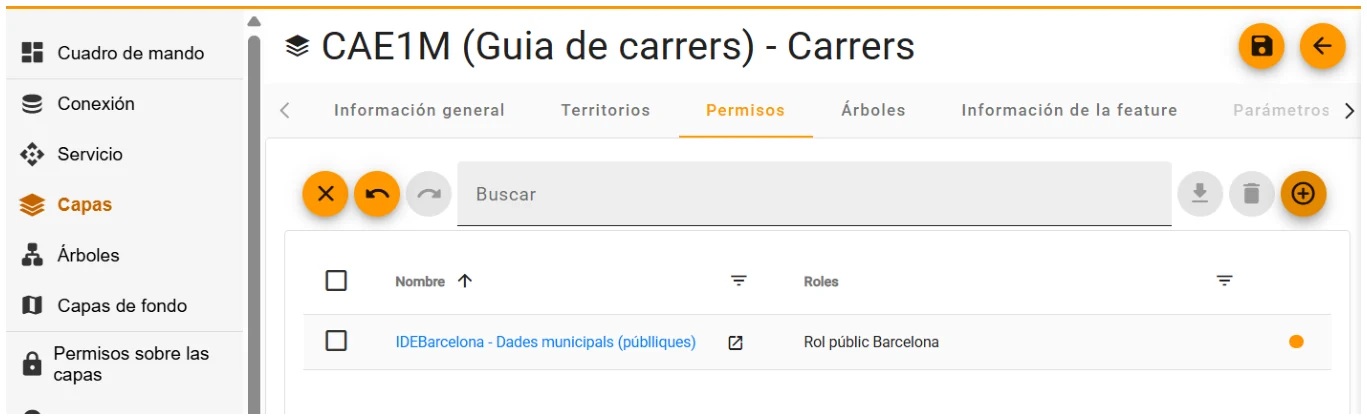 CAE1M (Guia de carrers) - Carrers
Cuadro de mando
Conexión
Servicio
Capas
Árboles
Capas de fondo
Permisos sobre las
capas
Información general Territorios Permisos Árboles Información de la feature Parámetros
Buscar
Nombre Roles
IDEBarcelona - Dades municipals (públliques) Rol públic Barcelona